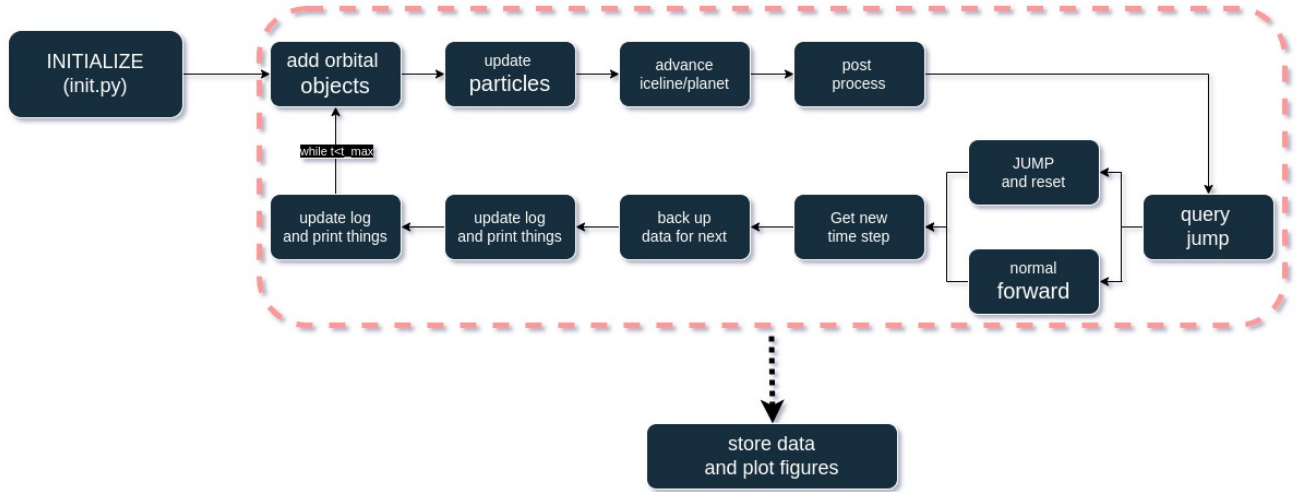 INITIALIZE
(init.py)
add orbital
objects
update
particles
advance
iceline/planet
post
process
while t<t_max
JUMP
and reset
query
jump
normal
forward
Get new
time step
back up
data for next
update log
and print things
update log
and print things
store data
and plot figures